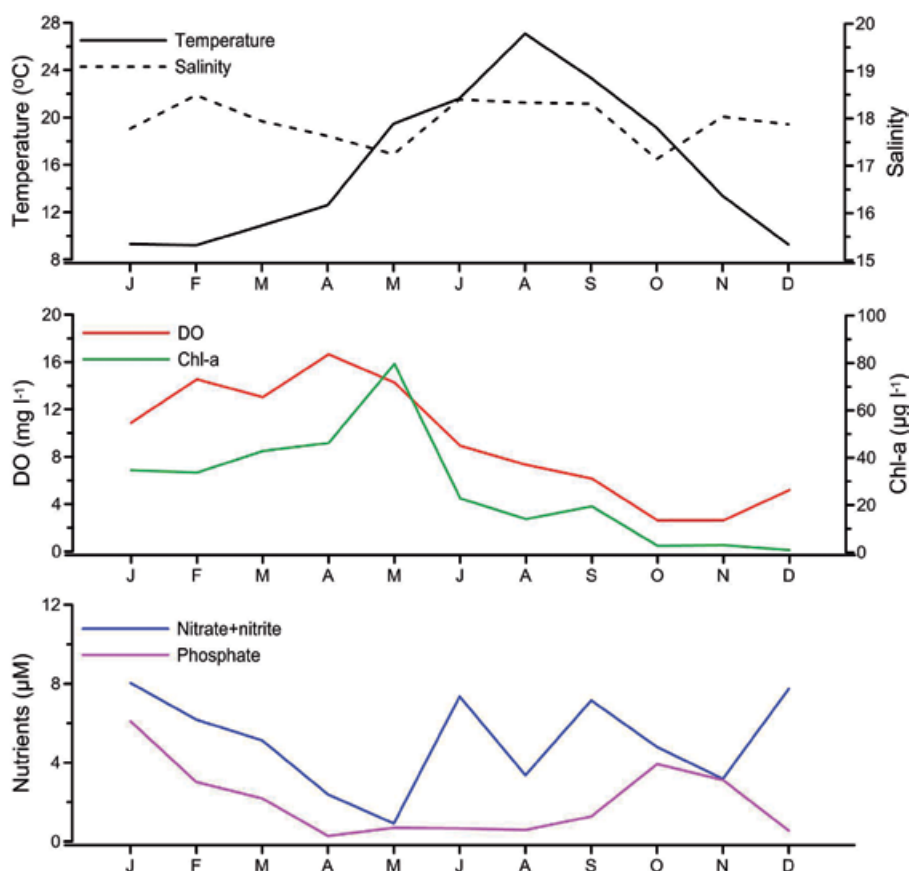 Temperature (ºC)
28
24
20
16
12
8
Temperature
Salinity
20
19
18
17
16
15
Salinity
J F M A M J A S O N D
DO (mg l-1)
20
16
12
8
4
0
DO
Chl-a
100
80
60
40
20
0
Chl-a (µg l-1)
J F M A M J A S O N D
Nutrients (µM)
12
8
4
0
Nitrate+nitrite
Phosphate
J F M A M J A S O N D